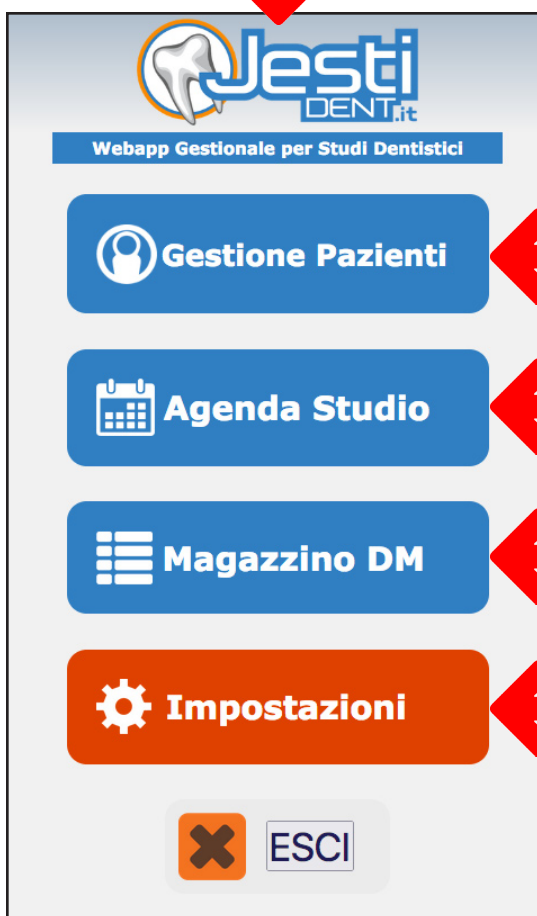 Jesti
DENT.it
Webapp Gestionale per Studi Dentistici
Gestione Pazienti
Agenda Studio
Magazzino DM
Impostazioni
ESCI